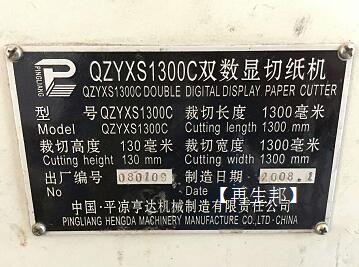 PINGLIANG
QZYXS1300C双数显切纸机
QZYXS1300C DOUBLE DIGITAL DISPLAY PAPER CUTTER
型 号 QZYXS1300C 裁切长度 1300毫米
Model QZYXS1300C Cutting length 1300 mm
裁切高度 130毫米 裁切宽度 1300毫米
Cutting height 130 mm Cutting width 1300 mm
出厂编号 080108 制造日期 2008.1
No Date
【再生邦】
中国·平凉亨达机械制造有限公司
PINGLIANG HENGDA MACHINERY MANUFACTURE CO.,LTD·CHINA